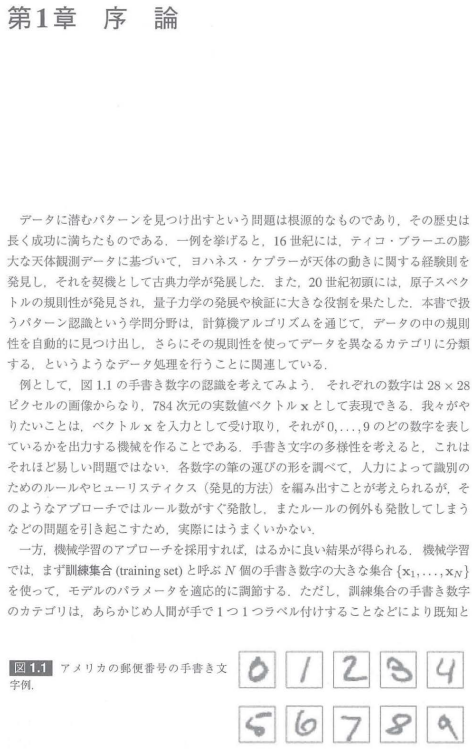 第1章 序 論
データに潜むパターンを見つけ出すという問題は根源的なものであり，その歴史は
長く成功に満ちたものである．一例を挙げると，16世紀には，ティコ・ブラーエの膨
大な天体観測データに基づいて，ヨハネス・ケプラーが天体の動きに関する経験則を
発見し，それを契機として古典力学が発展した．また，20世紀初頭には，原子スペク
トルの規則性が発見され，量子力学の発展や検証に大きな役割を果たした．本書で扱
うパターン認識という学問分野は，計算機アルゴリズムを通じて，データの中の規則
性を自動的に見つけ出し，さらにその規則性を使ってデータを異なるカテゴリに分類
する，というようなデータ処理を行うことに関連している．
例として，図1.1の手書き数字の認識を考えてみよう．それぞれの数字は28 × 28
ピクセルの画像からなり，784次元の実数値ベクトルxとして表現できる．我々がや
りたいことは，ベクトルxを入力として受け取り，それが0, . . . , 9のどの数字を表し
ているかを出力する機械を作ることである．手書き文字の多様性を考えると，これは
それほど易しい問題ではない．各数字の筆の運びの形を調べて，人力によって識別の
ためのルールやヒューリスティクス（発見的方法）を編み出すことが考えられるが，そ
のようなアプローチではルール数がすぐ発散し，またルールの例外も発散してしまう
などの問題を引き起こすため，実際にはうまくいかない．
一方，機械学習のアプローチを採用すれば，はるかに良い結果が得られる．機械学習
では，まず訓練集合 (training set) と呼ぶ N 個の手書き数字の大きな集合 {x₁, . . . , x_N}
を使って，モデルのパラメータを適応的に調節する．ただし，訓練集合の手書き数字
のカテゴリは，あらかじめ人間が手で1つ1つラベル付けすることなどにより既知と
図1.1 アメリカの郵便番号の手書き文
字例．
0 1 2 3 4
5 6 7 8 9